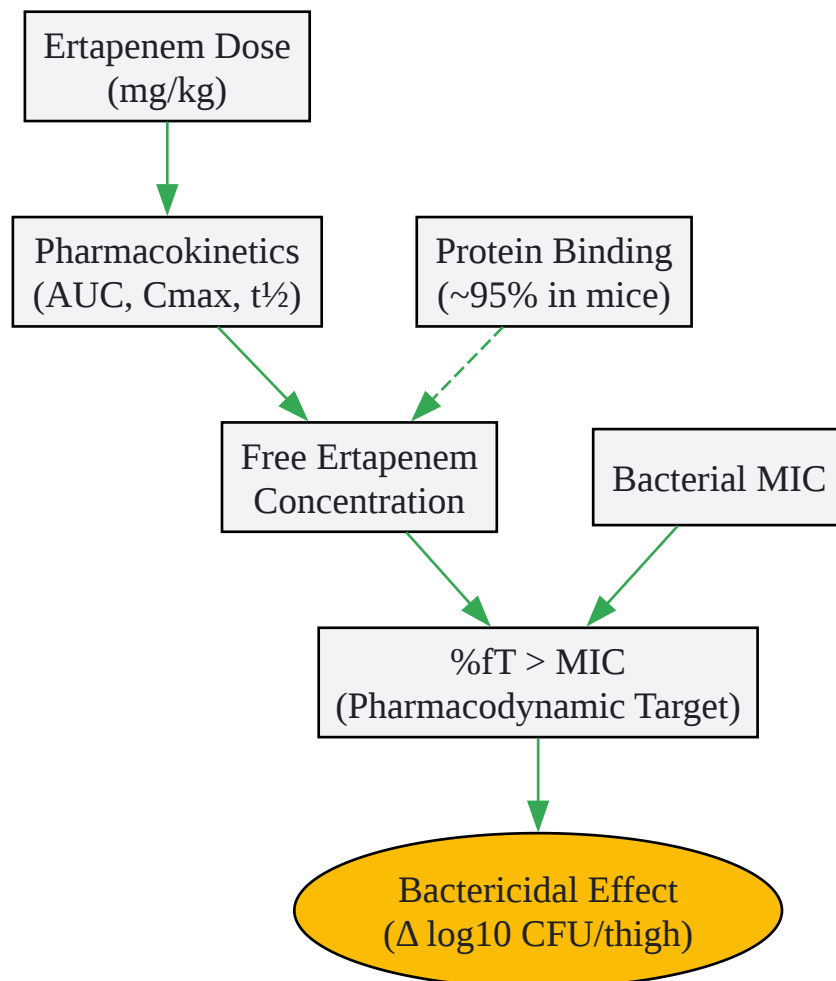 Ertapenem Dose
(mg/kg)
Pharmacokinetics
(AUC, Cmax, t½)
Protein Binding
(~95% in mice)
Free Ertapenem
Concentration
Bacterial MIC
%fT > MIC
(Pharmacodynamic Target)
Bactericidal Effect
(Δ log10 CFU/thigh)